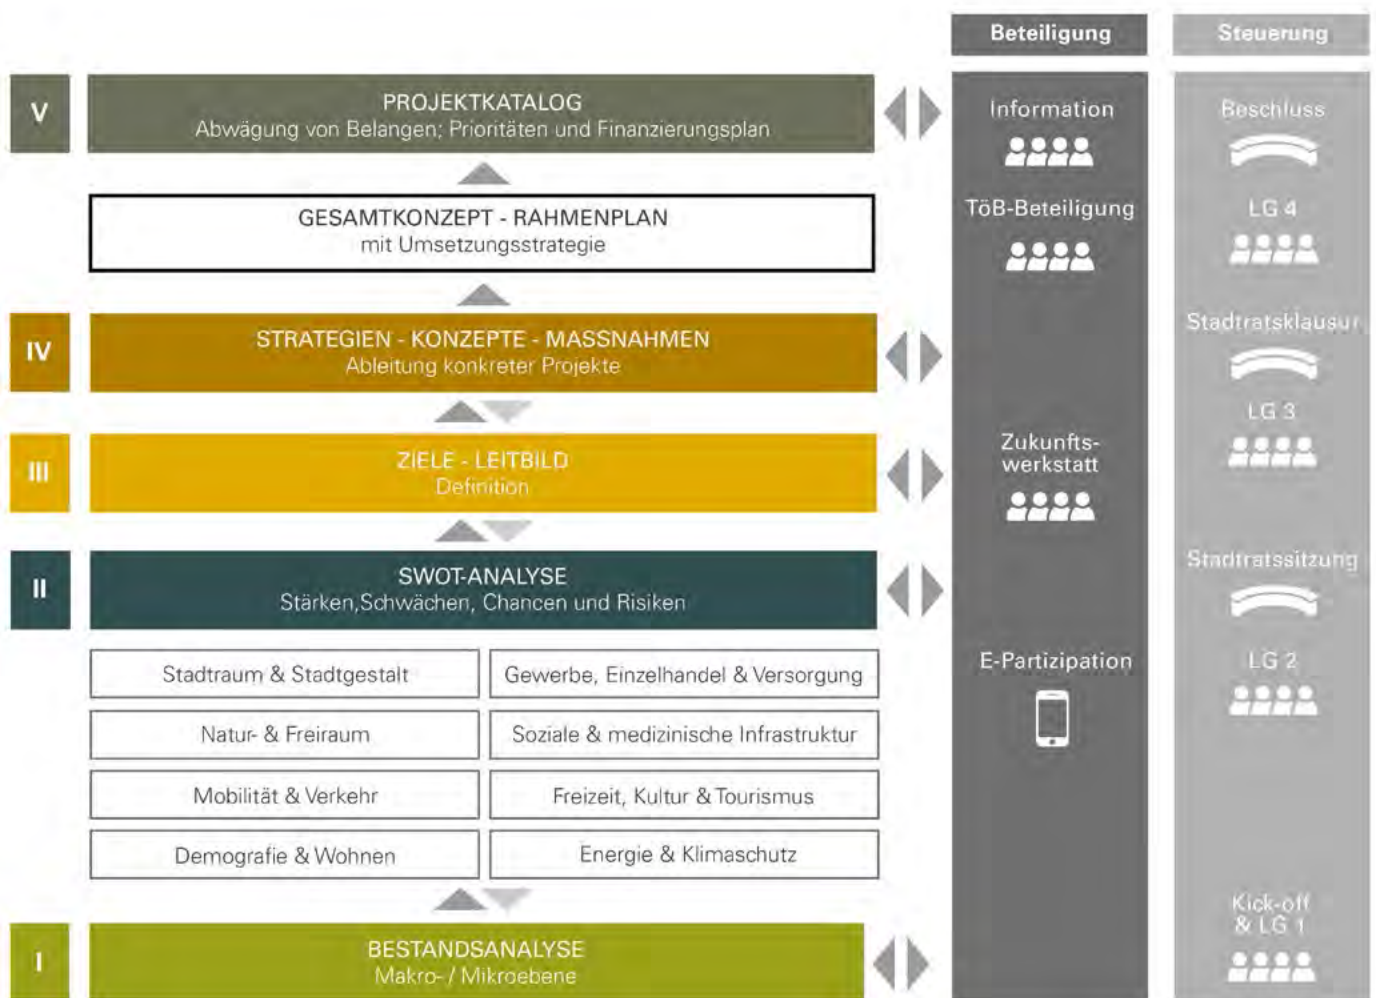 Beteiligung
Steuerung
V
PROJEKTKATALOG
Abwägung von Belangen; Prioritäten und Finanzierungsplan
Information
Beschluss
GESAMTKONZEPT - RAHMENPLAN
mit Umsetzungsstrategie
TöB-Beteiligung
LG 4
IV
STRATEGIEN - KONZEPTE - MASSNAHMEN
Ableitung konkreter Projekte
Stadtratsklausur
LG 3
III
ZIELE - LEITBILD
Definition
Zukunfts-
werkstatt
II
SWOT-ANALYSE
Stärken,Schwächen, Chancen und Risiken
Stadtratssitzung
Stadtraum & Stadtgestalt
Gewerbe, Einzelhandel & Versorgung
E-Partizipation
LG 2
Natur- & Freiraum
Soziale & medizinische Infrastruktur
Mobilität & Verkehr
Freizeit, Kultur & Tourismus
Demografie & Wohnen
Energie & Klimaschutz
I
BESTANDSANALYSE
Makro- / Mikroebene
Kick-off
& LG 1